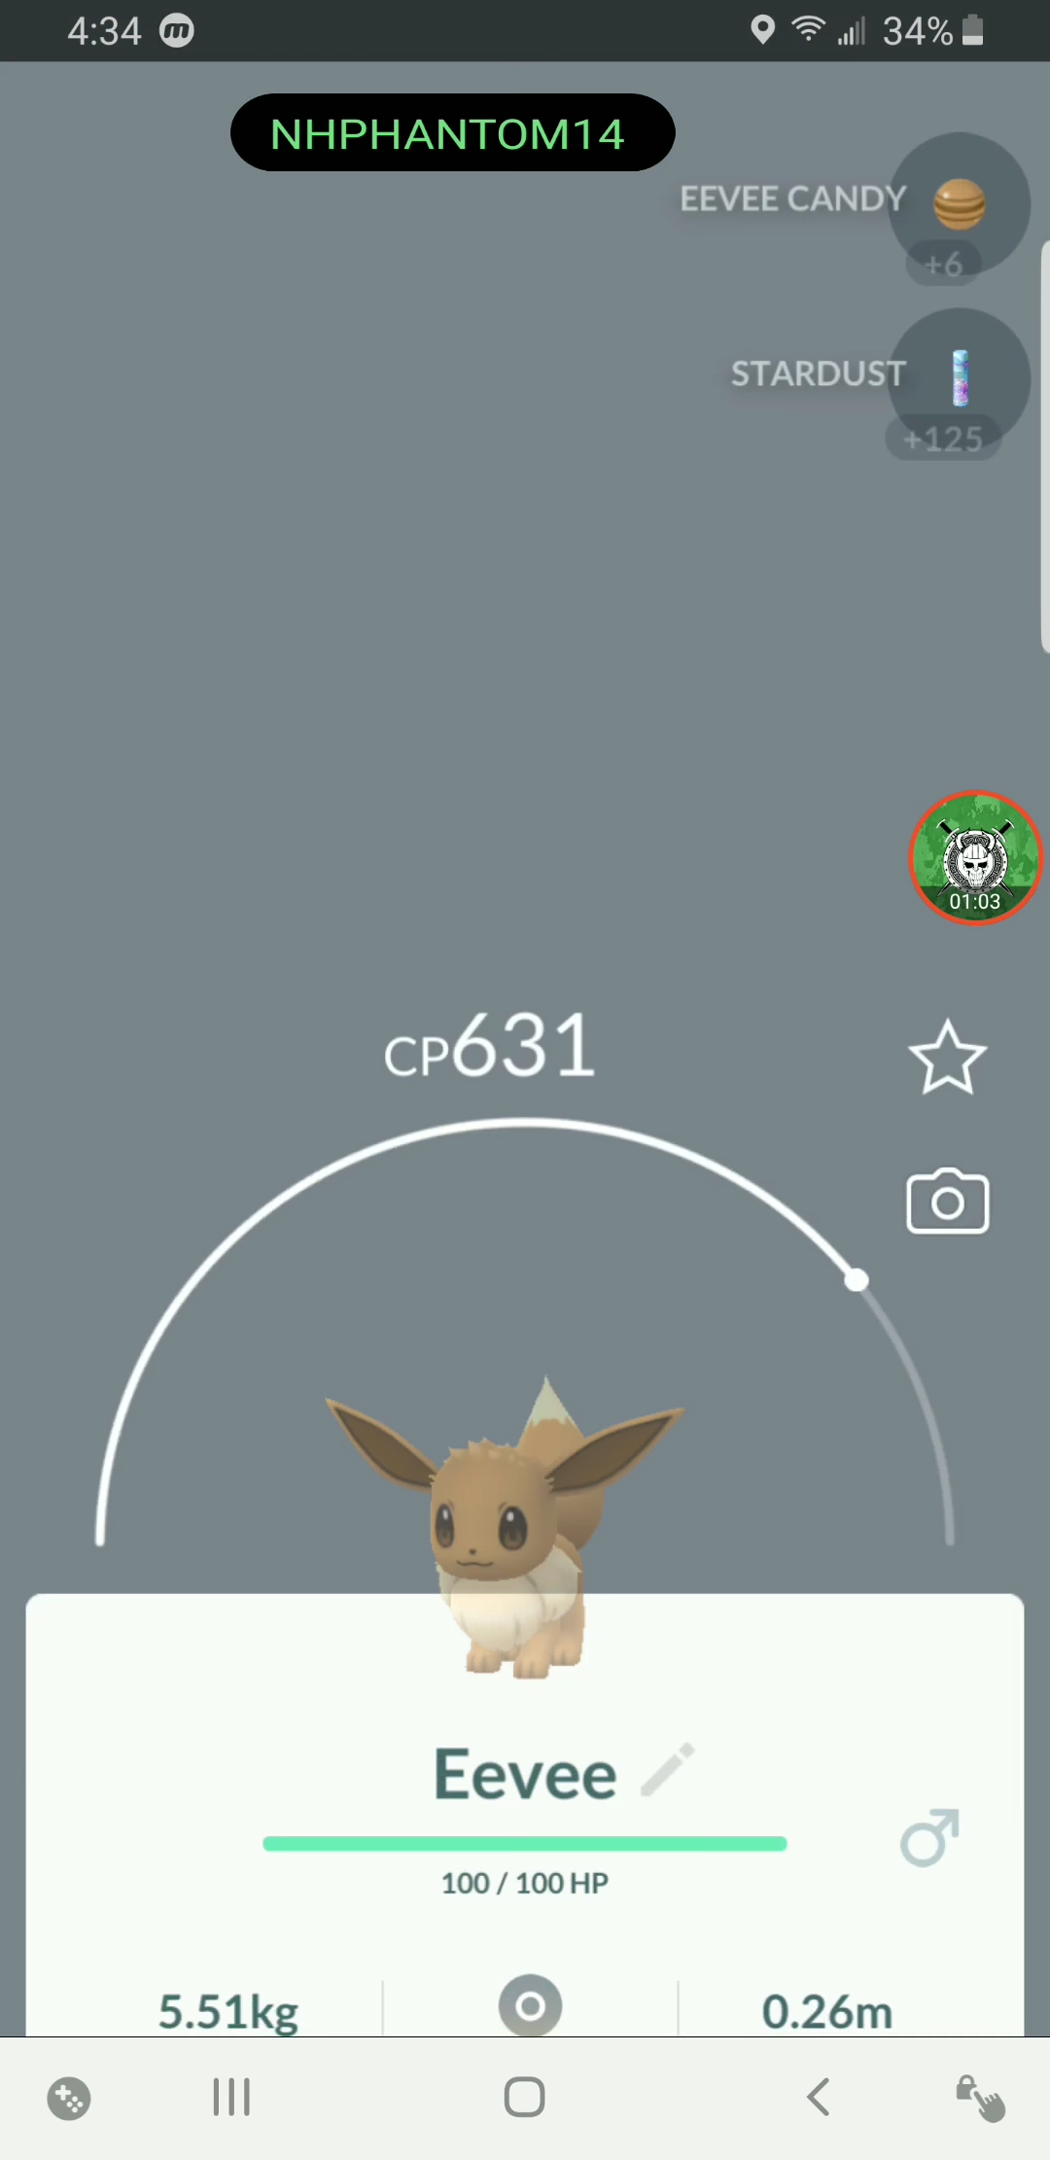 4:34 m 34%
NHPHANTOM14
EEVEE CANDY
+6
STARDUST
+125
01:03
CP631
Eevee
100 / 100 HP
5.51kg 0.26m